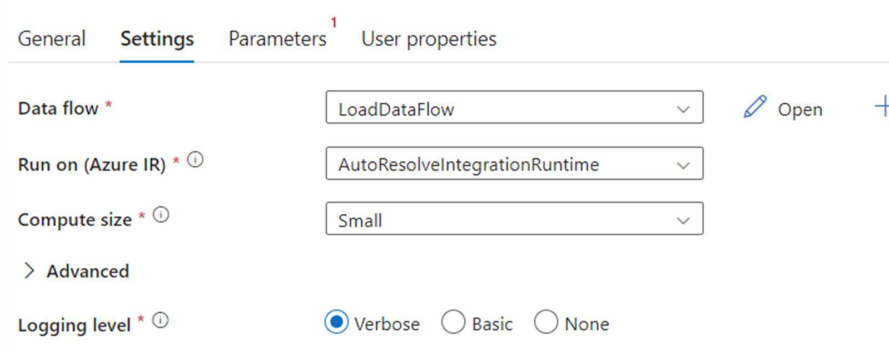 General Settings Parameters 1 User properties
Data flow * LoadDataFlow Open
Run on (Azure IR) * AutoResolveIntegrationRuntime
Compute size * Small
Advanced
Logging level * Verbose Basic None